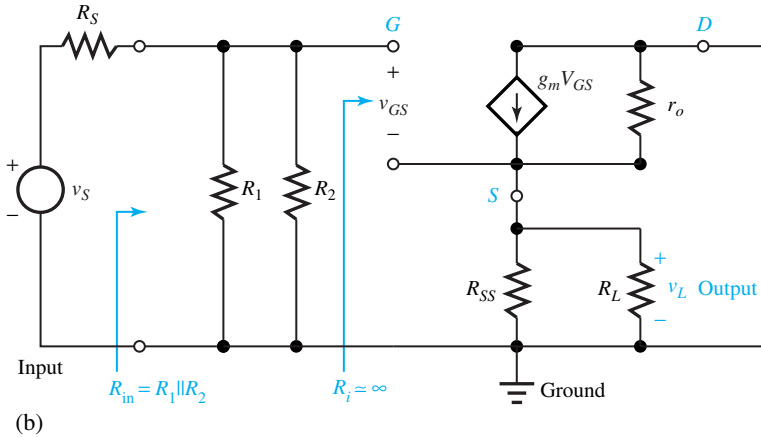 R_S
G
D
+
g_m V_GS
v_GS
r_o
−
+
v_S
−
R_1
R_2
S
R_SS
R_L
+
v_L Output
−
Input
R_in = R_1||R_2
R_i ≃ ∞
Ground
(b)